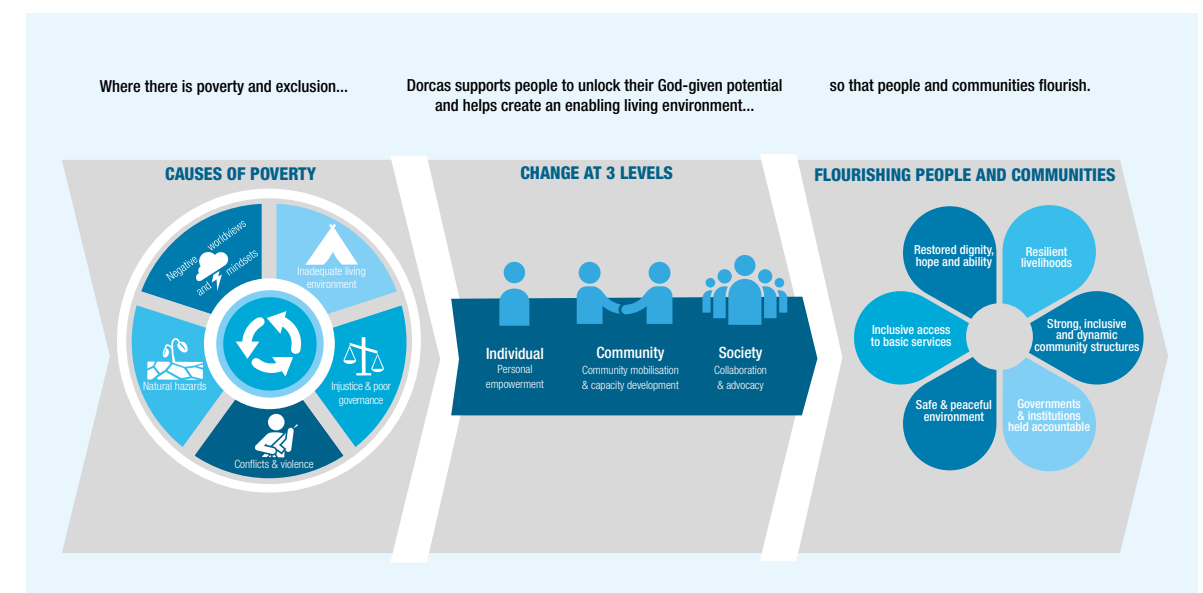 Where there is poverty and exclusion...
Dorcas supports people to unlock their God-given potential
and helps create an enabling living environment...
so that people and communities flourish.
CAUSES OF POVERTY
Negative worldviews
and mindsets
Inadequate living
environment
Natural hazards
Injustice & poor
governance
Conflicts & violence
CHANGE AT 3 LEVELS
Individual
Personal
empowerment
Community
Community mobilisation
& capacity development
Society
Collaboration
& advocacy
FLOURISHING PEOPLE AND COMMUNITIES
Restored dignity,
hope and ability
Resilient
livelihoods
Inclusive access
to basic services
Strong, inclusive
and dynamic
community structures
Safe & peaceful
environment
Governments
& institutions
held accountable